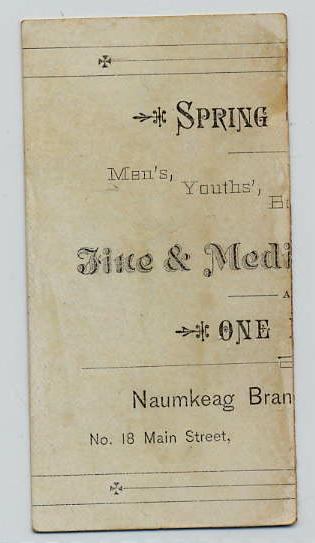 SPRING
Men's,
Youths',
Fine & Medi
A
ONE
Naumkeag Bran
No. 18 Main Street,